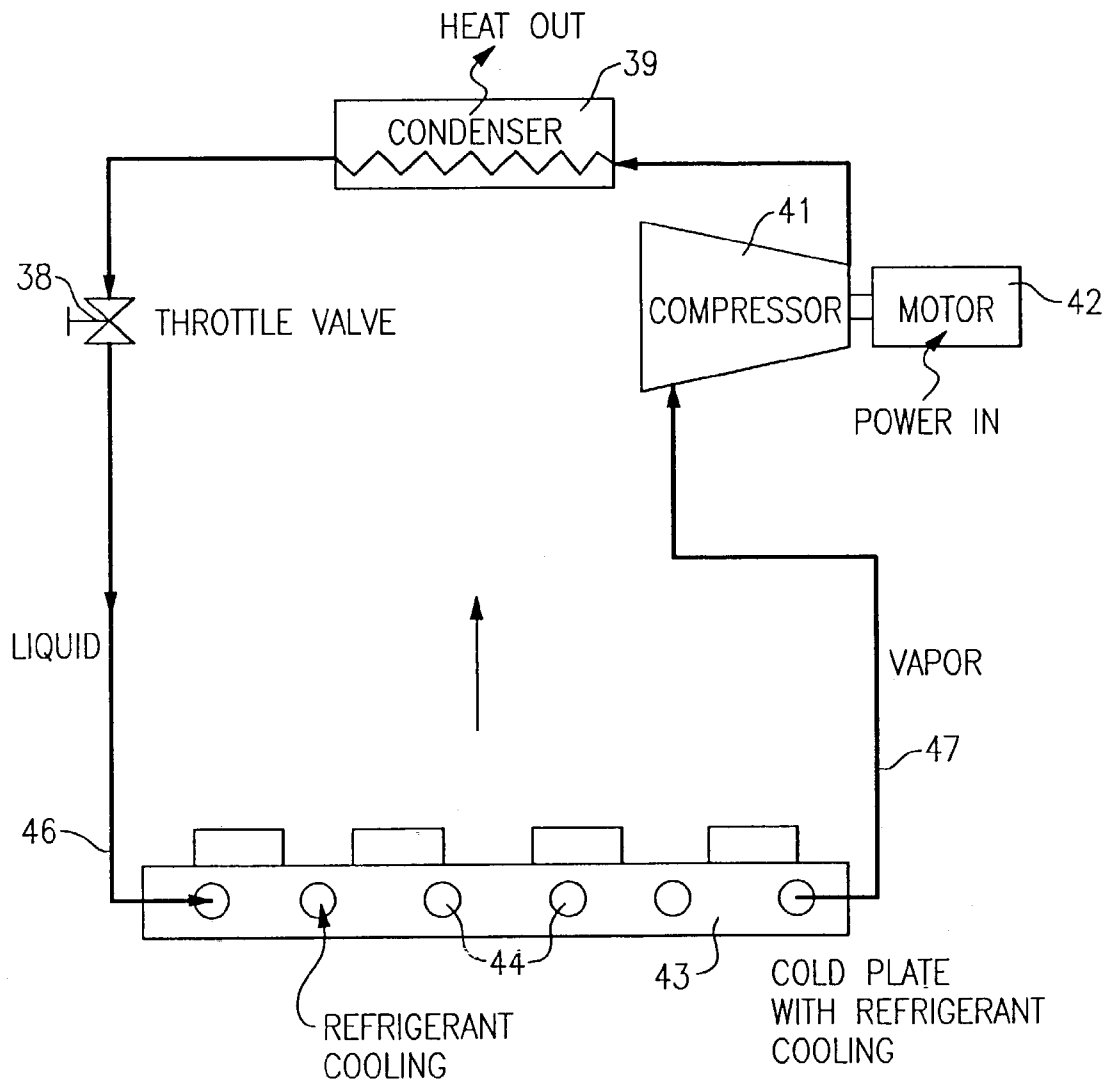 HEAT OUT
39
CONDENSER
41
38
THROTTLE VALVE
COMPRESSOR
MOTOR
42
POWER IN
LIQUID
VAPOR
47
46
44
43
REFRIGERANT
COOLING
COLD PLATE
WITH REFRIGERANT
COOLING